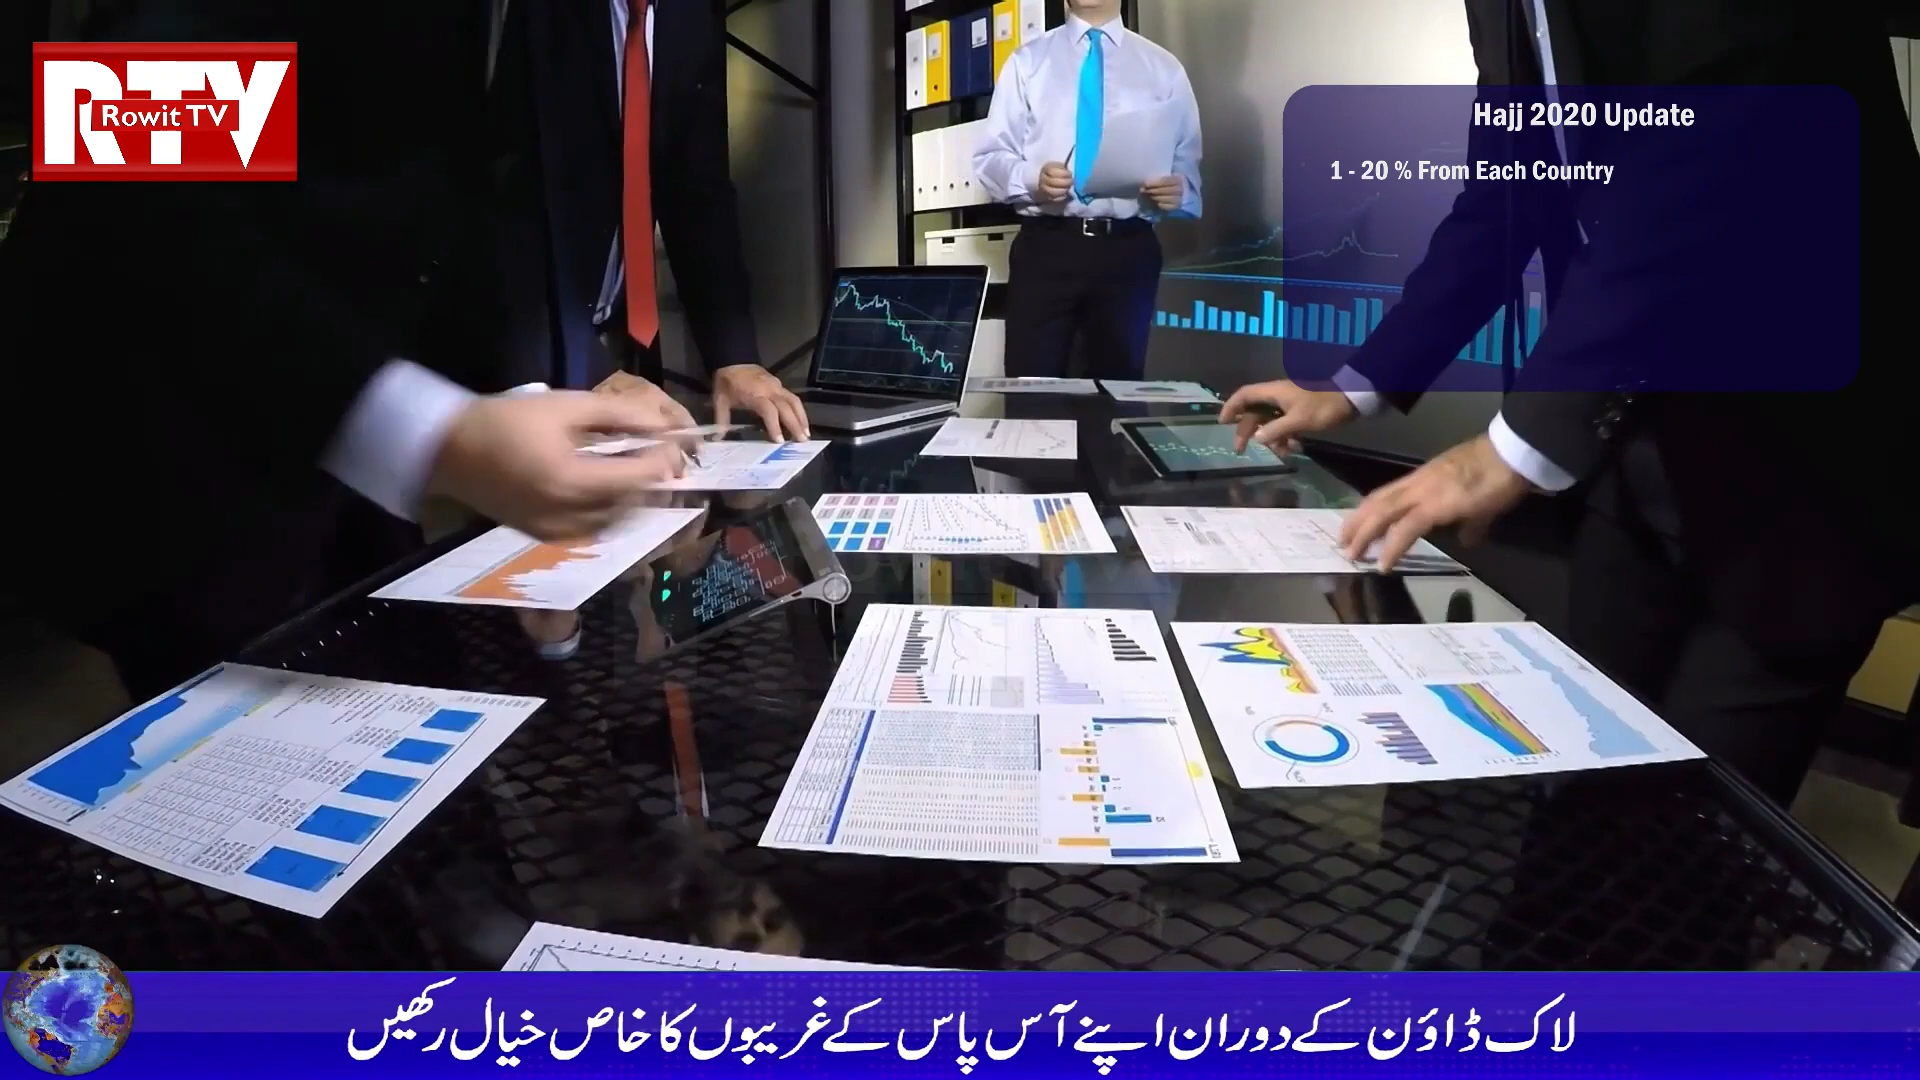 RTV
Rowit TV
Hajj 2020 Update
1 - 20 % From Each Country
لاک ڈاؤن کے دوران اپنے آس پاس کے غریبوں کا خاص خیال رکھیں